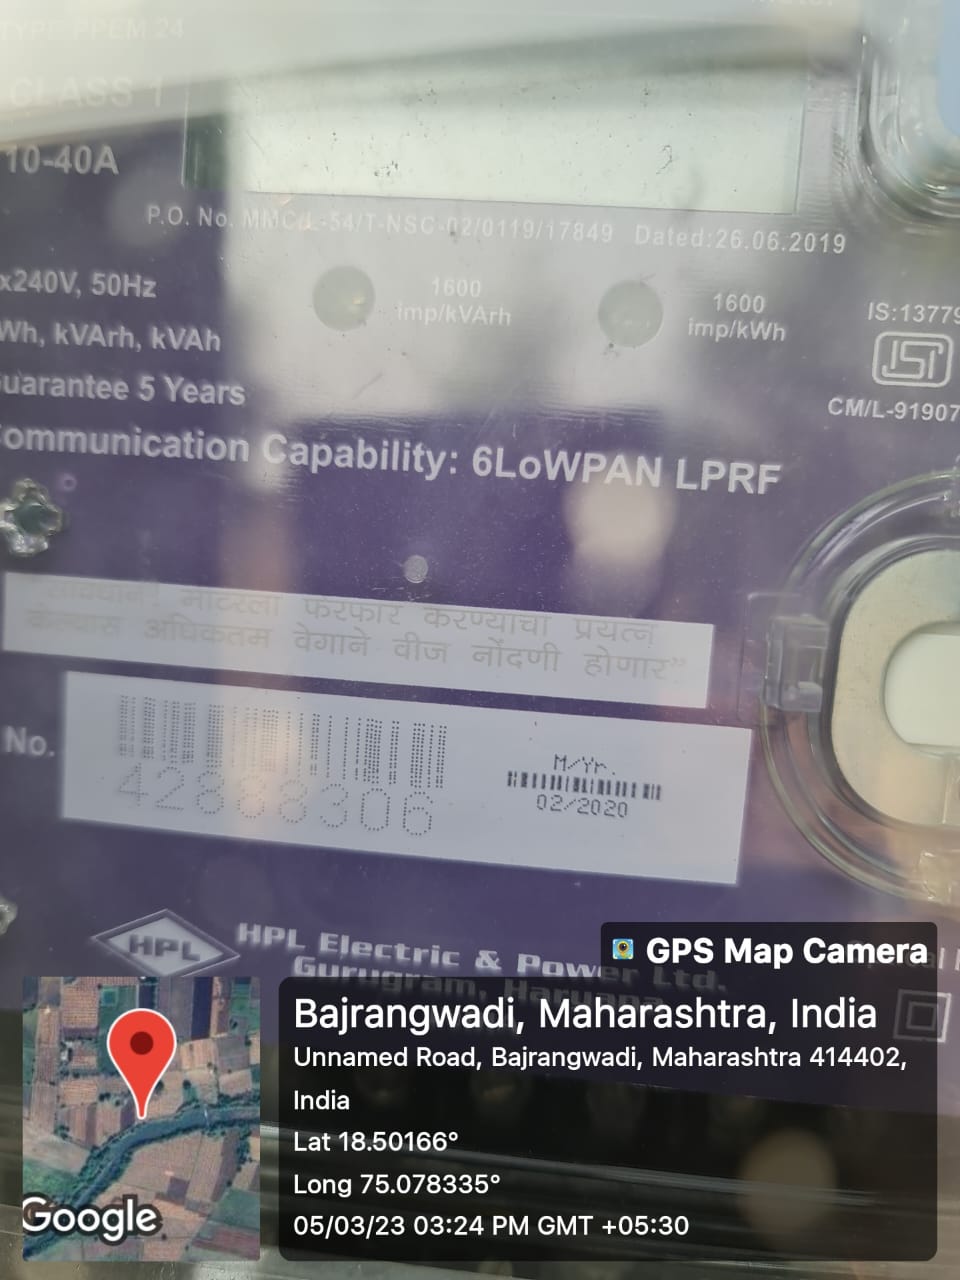 TYPE PPEM 24
CLASS 1
10-40A
P.O. No. MMC/L-54/T-NSC-02/0119/17849 Dated:26.06.2019
x240V, 50Hz
1600
imp/kVArh
1600
imp/kWh
IS:13779
Wh, kVArh, kVAh
ISI
uarantee 5 Years
CM/L-91907
ommunication Capability: 6LoWPAN LPRF
सावधान! मीटरला फेरफार करण्याचा प्रयत्न
केल्यास अधिकतम वेगाने वीज नोंदणी होणार”
No.
M/Yr.
02/2020
HPL
HPL Electric & Power Ltd.
Gurugram, Haryana
GPS Map Camera
Bajrangwadi, Maharashtra, India
Unnamed Road, Bajrangwadi, Maharashtra 414402,
India
Lat 18.50166°
Long 75.078335°
05/03/23 03:24 PM GMT +05:30
Google